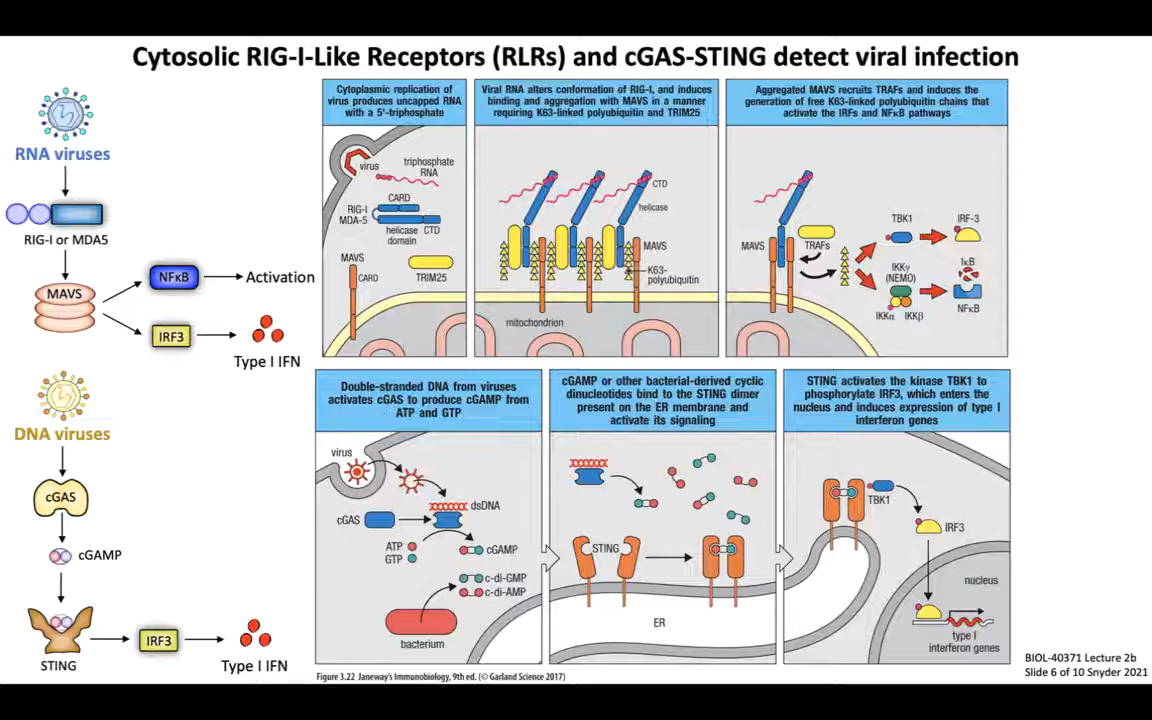 Cytosolic RIG-I-Like Receptors (RLRs) and cGAS-STING detect viral infection
RNA viruses
RIG-I or MDA5
MAVS
NFκB
Activation
IRF3
Type I IFN
DNA viruses
cGAS
cGAMP
STING
IRF3
Type I IFN
Cytoplasmic replication of
virus produces uncapped RNA
with a 5'-triphosphate
virus
triphosphate
RNA
CARD
RIG-I
MDA-5
helicase
domain
CTD
MAVS
CARD
TRIM25
Viral RNA alters conformation of RIG-I, and induces
binding and aggregation with MAVS in a manner
requiring K63-linked polyubiquitin and TRIM25
CTD
helicase
MAVS
K63-
polyubiquitin
mitochondrion
Aggregated MAVS recruits TRAFs and induces the
generation of free K63-linked polyubiquitin chains that
activate the IRFs and NFκB pathways
MAVS
TRAFs
TBK1
IRF-3
IKKγ
(NEMO)
IKKα
IKKβ
IκB
NFκB
Double-stranded DNA from viruses
activates cGAS to produce cGAMP from
ATP and GTP
virus
cGAS
dsDNA
ATP
GTP
cGAMP
c-di-GMP
c-di-AMP
bacterium
cGAMP or other bacterial-derived cyclic
dinucleotides bind to the STING dimer
present on the ER membrane and
activate its signaling
STING
ER
STING activates the kinase TBK1 to
phosphorylate IRF3, which enters the
nucleus and induces expression of type I
interferon genes
TBK1
IRF3
nucleus
type I
interferon genes
Figure 3.22 Janeway's Immunobiology, 9th ed. (© Garland Science 2017)
BIOL-40371 Lecture 2b
Slide 6 of 10 Snyder 2021